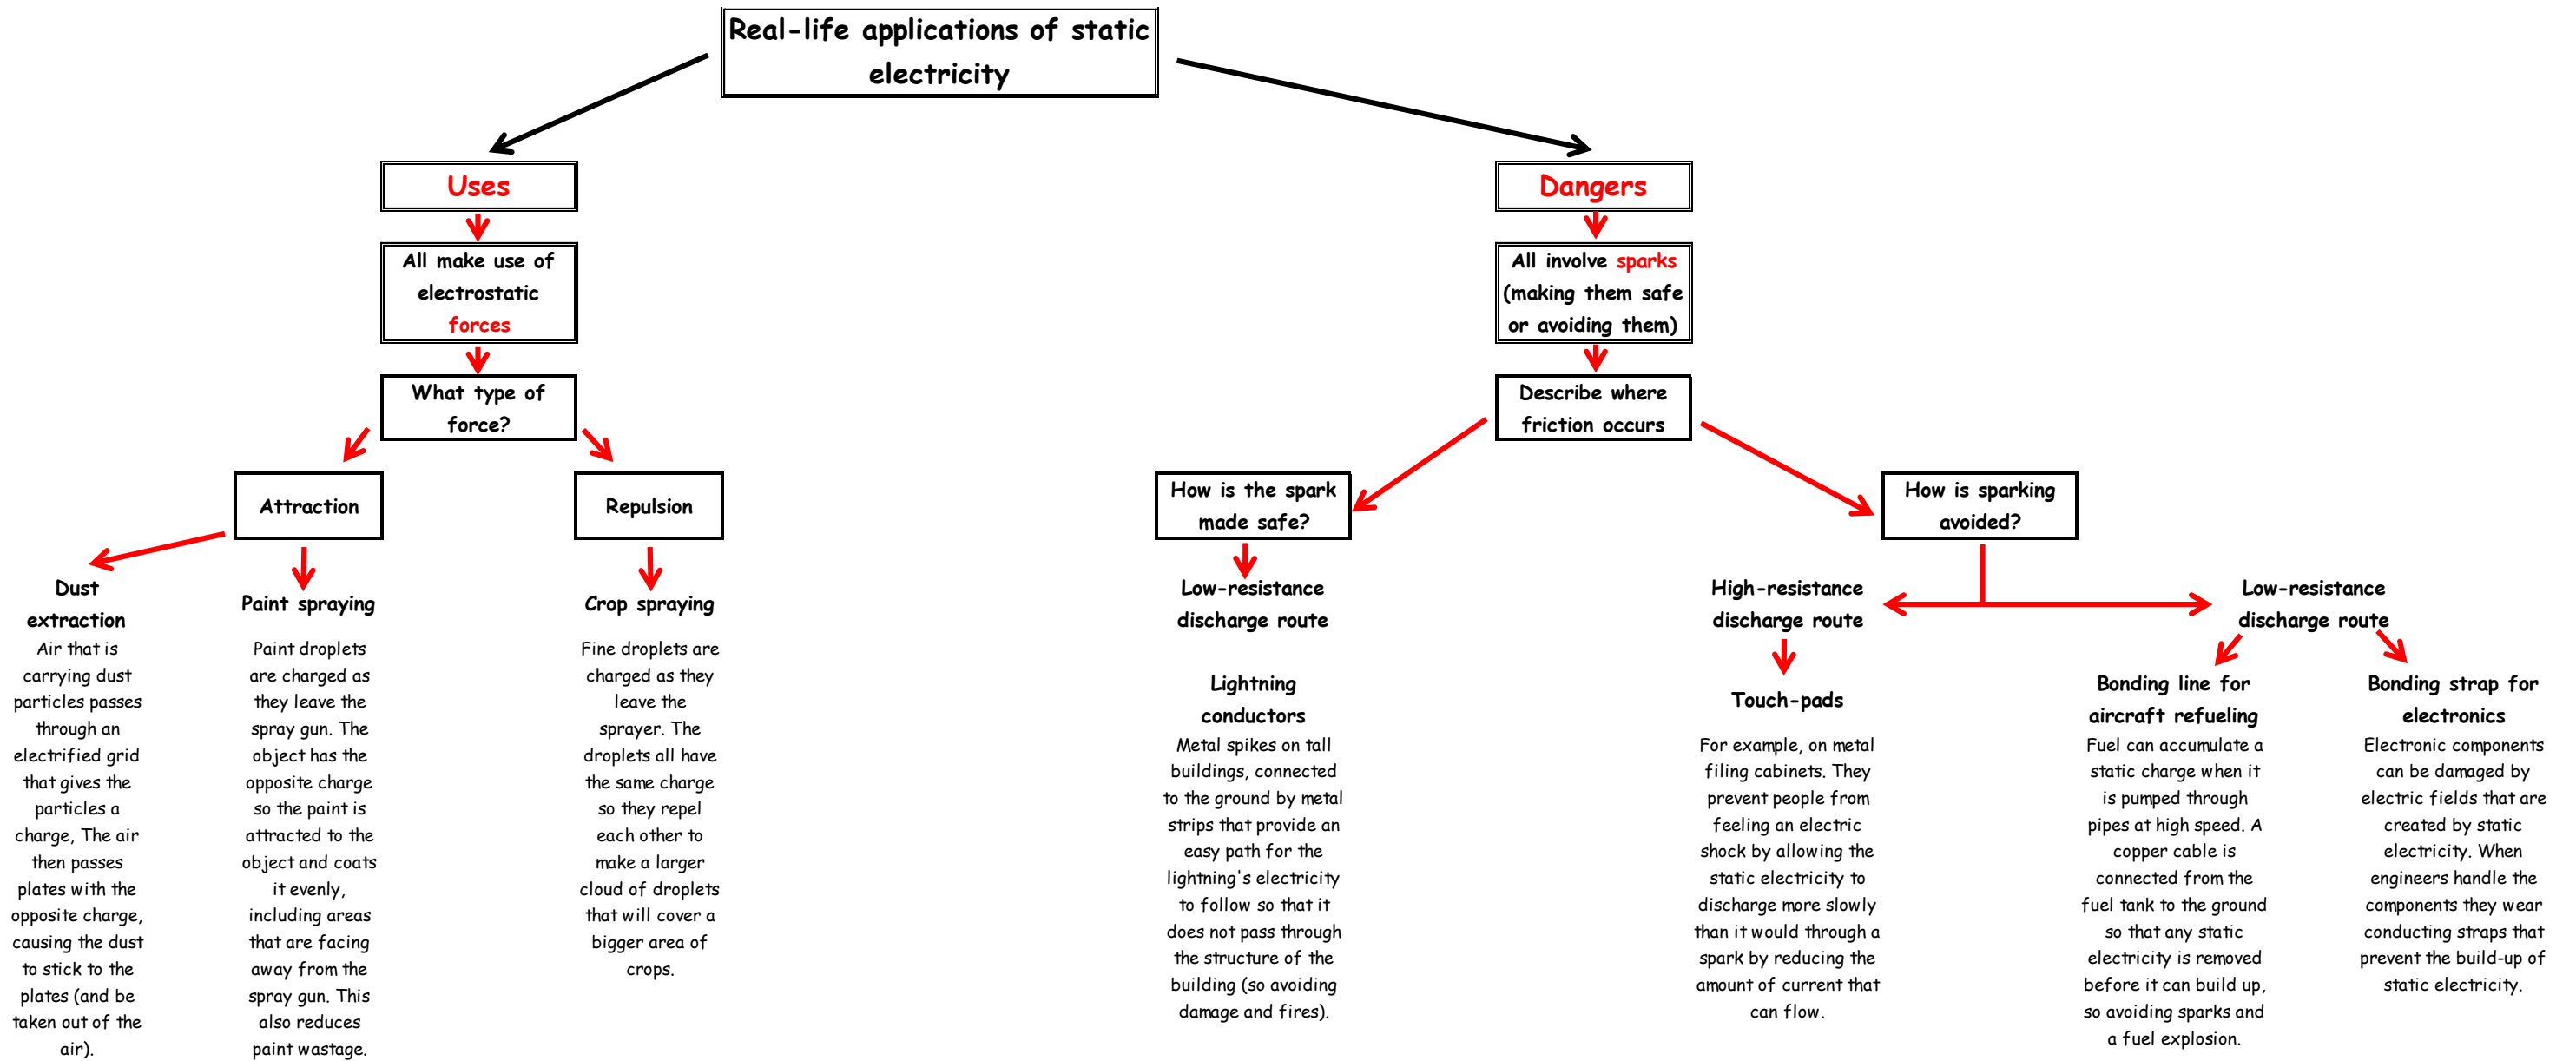 Real-life applications of static
electricity
Uses
All make use of
electrostatic
forces
What type of
force?
Attraction
Repulsion
Dust
extraction
Air that is
carrying dust
particles passes
through an
electrified grid
that gives the
particles a
charge, The air
then passes
plates with the
opposite charge,
causing the dust
to stick to the
plates (and be
taken out of the
air).
Paint spraying
Paint droplets
are charged as
they leave the
spray gun. The
object has the
opposite charge
so the paint is
attracted to the
object and coats
it evenly,
including areas
that are facing
away from the
spray gun. This
also reduces
paint wastage.
Crop spraying
Fine droplets are
charged as they
leave the
sprayer. The
droplets all have
the same charge
so they repel
each other to
make a larger
cloud of droplets
that will cover a
bigger area of
crops.
Dangers
All involve sparks
(making them safe
or avoiding them)
Describe where
friction occurs
How is the spark
made safe?
How is sparking
avoided?
Low-resistance
discharge route
Lightning
conductors
Metal spikes on tall
buildings, connected
to the ground by metal
strips that provide an
easy path for the
lightning's electricity
to follow so that it
does not pass through
the structure of the
building (so avoiding
damage and fires).
High-resistance
discharge route
Touch-pads
For example, on metal
filing cabinets. They
prevent people from
feeling an electric
shock by allowing the
static electricity to
discharge more slowly
than it would through a
spark by reducing the
amount of current that
can flow.
Low-resistance
discharge route
Bonding line for
aircraft refueling
Fuel can accumulate a
static charge when it
is pumped through
pipes at high speed. A
copper cable is
connected from the
fuel tank to the ground
so that any static
electricity is removed
before it can build up,
so avoiding sparks and
a fuel explosion.
Bonding strap for
electronics
Electronic components
can be damaged by
electric fields that are
created by static
electricity. When
engineers handle the
components they wear
conducting straps that
prevent the build-up of
static electricity.